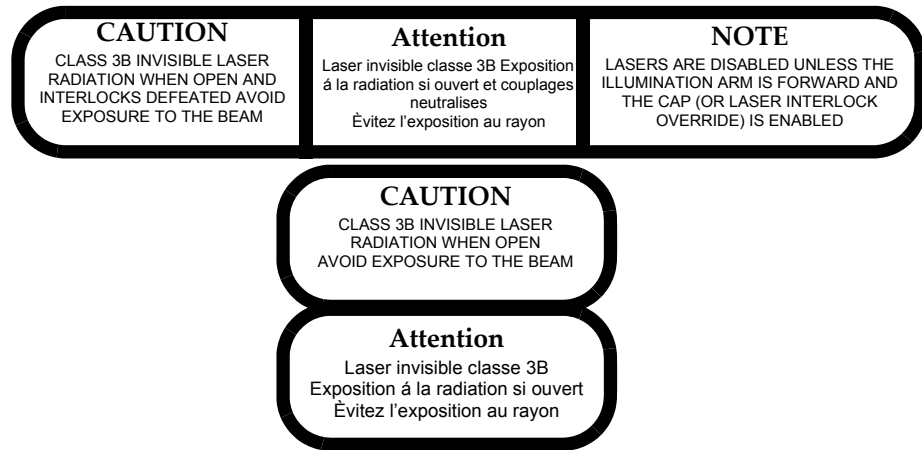 CAUTION
CLASS 3B INVISIBLE LASER
RADIATION WHEN OPEN AND
INTERLOCKS DEFEATED AVOID
EXPOSURE TO THE BEAM
Attention
Laser invisible classe 3B Exposition
á la radiation si ouvert et couplages
neutralises
Èvitez l'exposition au rayon
NOTE
LASERS ARE DISABLED UNLESS THE
ILLUMINATION ARM IS FORWARD AND
THE CAP (OR LASER INTERLOCK
OVERRIDE) IS ENABLED
CAUTION
CLASS 3B INVISIBLE LASER
RADIATION WHEN OPEN
AVOID EXPOSURE TO THE BEAM
Attention
Laser invisible classe 3B
Exposition á la radiation si ouvert
Èvitez l'exposition au rayon